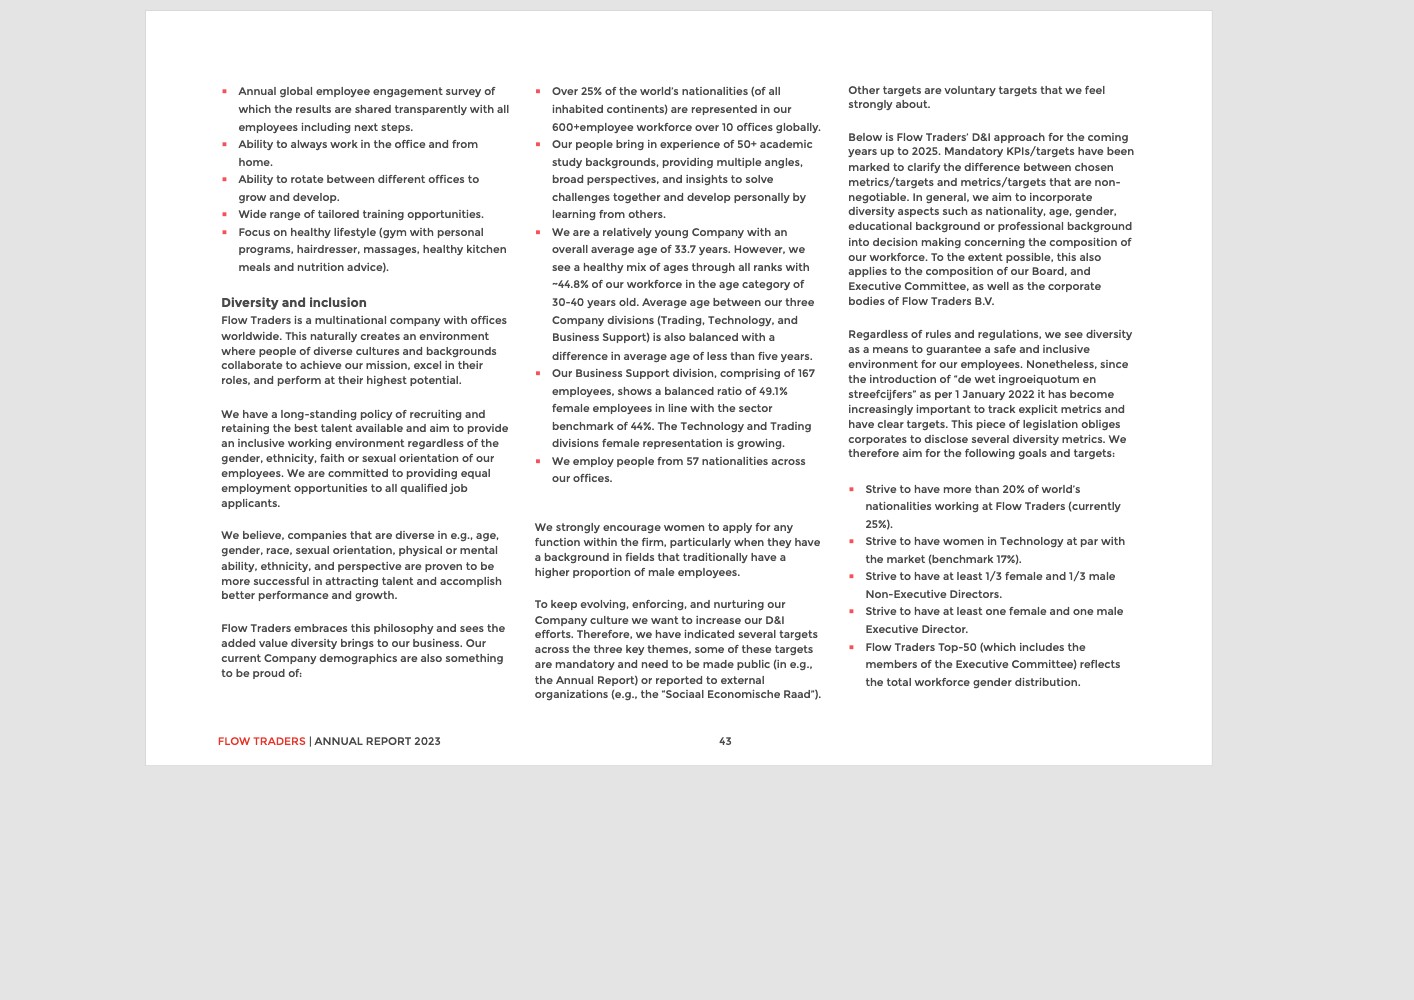 Annual global employee engagement survey of
which the results are shared transparently with all
employees including next steps.
Ability to always work in the office and from
home.
Ability to rotate between different offices to
grow and develop.
Wide range of tailored training opportunities.
Focus on healthy lifestyle (gym with personal
programs, hairdresser, massages, healthy kitchen
meals and nutrition advice).
Diversity and inclusion
Flow Traders is a multinational company with offices
worldwide. This naturally creates an environment
where people of diverse cultures and backgrounds
collaborate to achieve our mission, excel in their
roles, and perform at their highest potential.
We have a long-standing policy of recruiting and
retaining the best talent available and aim to provide
an inclusive working environment regardless of the
gender, ethnicity, faith or sexual orientation of our
employees. We are committed to providing equal
employment opportunities to all qualified job
applicants.
We believe, companies that are diverse in e.g., age,
gender, race, sexual orientation, physical or mental
ability, ethnicity, and perspective are proven to be
more successful in attracting talent and accomplish
better performance and growth.
Flow Traders embraces this philosophy and sees the
added value diversity brings to our business. Our
current Company demographics are also something
to be proud of:
Over 25% of the world's nationalities (of all
inhabited continents) are represented in our
600+employee workforce over 10 offices globally.
Our people bring in experience of 50+ academic
study backgrounds, providing multiple angles,
broad perspectives, and insights to solve
challenges together and develop personally by
learning from others.
We are a relatively young Company with an
overall average age of 33.7 years. However, we
see a healthy mix of ages through all ranks with
~44.8% of our workforce in the age category of
30-40 years old. Average age between our three
Company divisions (Trading, Technology, and
Business Support) is also balanced with a
difference in average age of less than five years.
Our Business Support division, comprising of 167
employees, shows a balanced ratio of 49.1%
female employees in line with the sector
benchmark of 44%. The Technology and Trading
divisions female representation is growing.
We employ people from 57 nationalities across
our offices.
We strongly encourage women to apply for any
function within the firm, particularly when they have
a background in fields that traditionally have a
higher proportion of male employees.
To keep evolving, enforcing, and nurturing our
Company culture we want to increase our D&I
efforts. Therefore, we have indicated several targets
across the three key themes, some of these targets
are mandatory and need to be made public (in e.g.,
the Annual Report) or reported to external
organizations (e.g., the "Sociaal Economische Raad").
Other targets are voluntary targets that we feel
strongly about.
Below is Flow Traders' D&I approach for the coming
years up to 2025. Mandatory KPIs/targets have been
marked to clarify the difference between chosen
metrics/targets and metrics/targets that are non-
negotiable. In general, we aim to incorporate
diversity aspects such as nationality, age, gender,
educational background or professional background
into decision making concerning the composition of
our workforce. To the extent possible, this also
applies to the composition of our Board, and
Executive Committee, as well as the corporate
bodies of Flow Traders B.V.
Regardless of rules and regulations, we see diversity
as a means to guarantee a safe and inclusive
environment for our employees. Nonetheless, since
the introduction of "de wet ingroeiquotum en
streefcijfers" as per 1 January 2022 it has become
increasingly important to track explicit metrics and
have clear targets. This piece of legislation obliges
corporates to disclose several diversity metrics. We
therefore aim for the following goals and targets:
Strive to have more than 20% of world's
nationalities working at Flow Traders (currently
25%).
Strive to have women in Technology at par with
the market (benchmark 17%).
Strive to have at least 1/3 female and 1/3 male
Non-Executive Directors.
Strive to have at least one female and one male
Executive Director.
Flow Traders Top-50 (which includes the
members of the Executive Committee) reflects
the total workforce gender distribution.
FLOW TRADERS | ANNUAL REPORT 2023
43